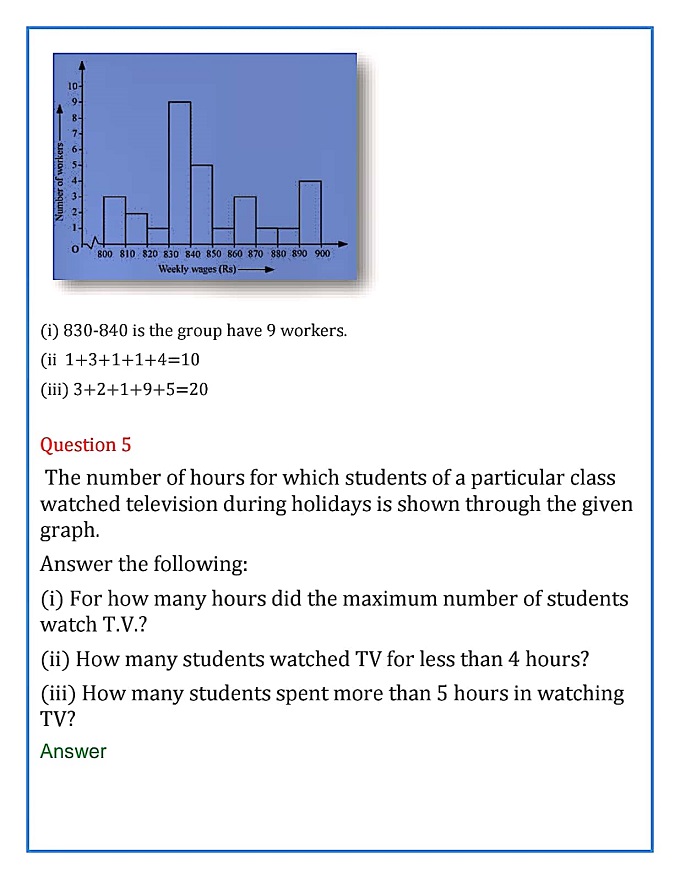 10
9
8
7
6
5
4
3
2
1
O
Number of workers
800 810 820 830 840 850 860 870 880 890 900
Weekly wages (Rs)
(i) 830-840 is the group have 9 workers.
(ii 1+3+1+1+4=10
(iii) 3+2+1+9+5=20
Question 5
The number of hours for which students of a particular class
watched television during holidays is shown through the given
graph.
Answer the following:
(i) For how many hours did the maximum number of students
watch T.V.?
(ii) How many students watched TV for less than 4 hours?
(iii) How many students spent more than 5 hours in watching
TV?
Answer